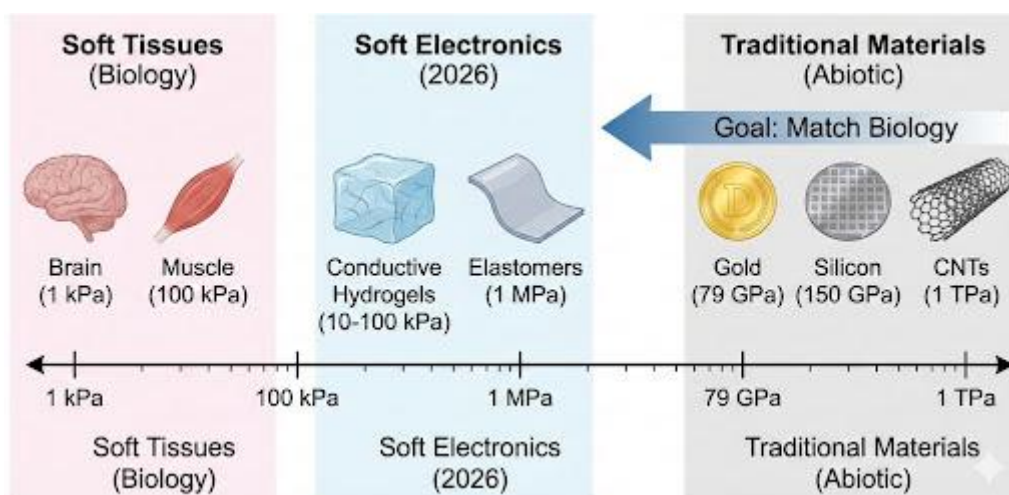 Soft Tissues
(Biology)
Soft Electronics
(2026)
Traditional Materials
(Abiotic)
Goal: Match Biology
D
Brain
(1 kPa)
Muscle
(100 kPa)
Conductive
Hydrogels
(10-100 kPa)
Elastomers
(1 MPa)
Gold
(79 GPa)
Silicon
(150 GPa)
CNTs
(1 TPa)
1 kPa
100 kPa
1 MPa
79 GPa
1 TPa
Soft Tissues
(Biology)
Soft Electronics
(2026)
Traditional Materials
(Abiotic)